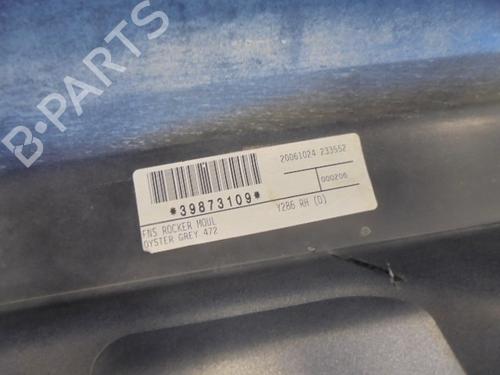 B-PARTS
20061024 233552
000206
*39873109*
Y286 RH (D)
FNS ROCKER MOUL
OYSTER GREY 472